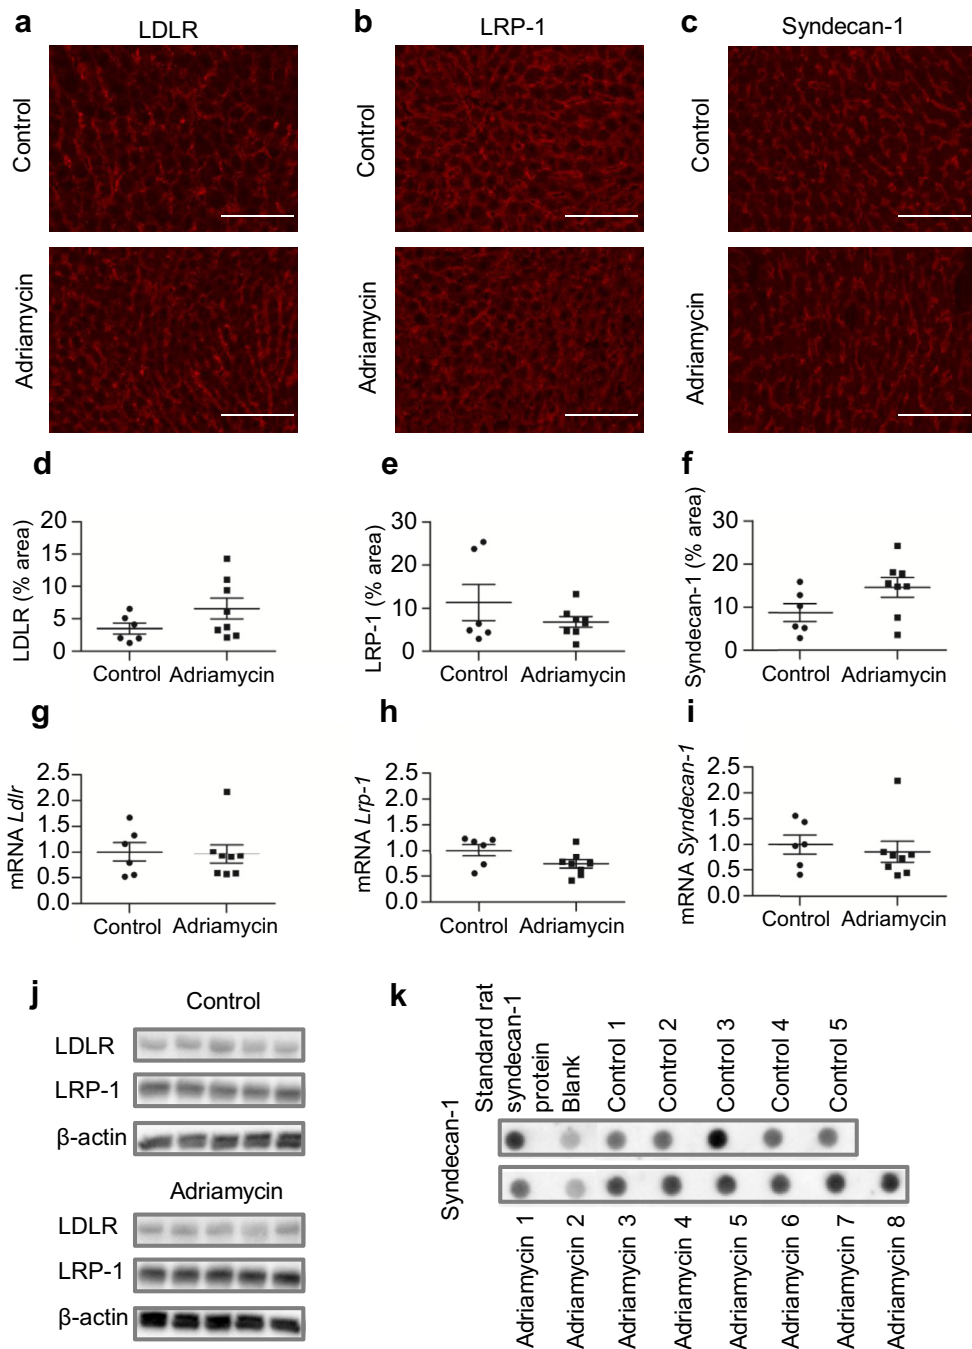 a
LDLR
b
LRP-1
c
Syndecan-1
Control
Control
Control
Adriamycin
Adriamycin
Adriamycin
d
LDLR (% area)
20
15
10
5
0
Control Adriamycin
e
LRP-1 (% area)
30
20
10
0
Control Adriamycin
f
Syndecan-1 (% area)
30
20
10
0
Control Adriamycin
g
mRNA Ldlr
2.5
2.0
1.5
1.0
0.5
0.0
Control Adriamycin
h
mRNA Lrp-1
2.5
2.0
1.5
1.0
0.5
0.0
Control Adriamycin
i
mRNA Syndecan-1
2.5
2.0
1.5
1.0
0.5
0.0
Control Adriamycin
j
Control
LDLR
LRP-1
β-actin
Adriamycin
LDLR
LRP-1
β-actin
k
Syndecan-1
Standard rat
syndecan-1
protein
Blank
Control 1
Control 2
Control 3
Control 4
Control 5
Adriamycin 1
Adriamycin 2
Adriamycin 3
Adriamycin 4
Adriamycin 5
Adriamycin 6
Adriamycin 7
Adriamycin 8